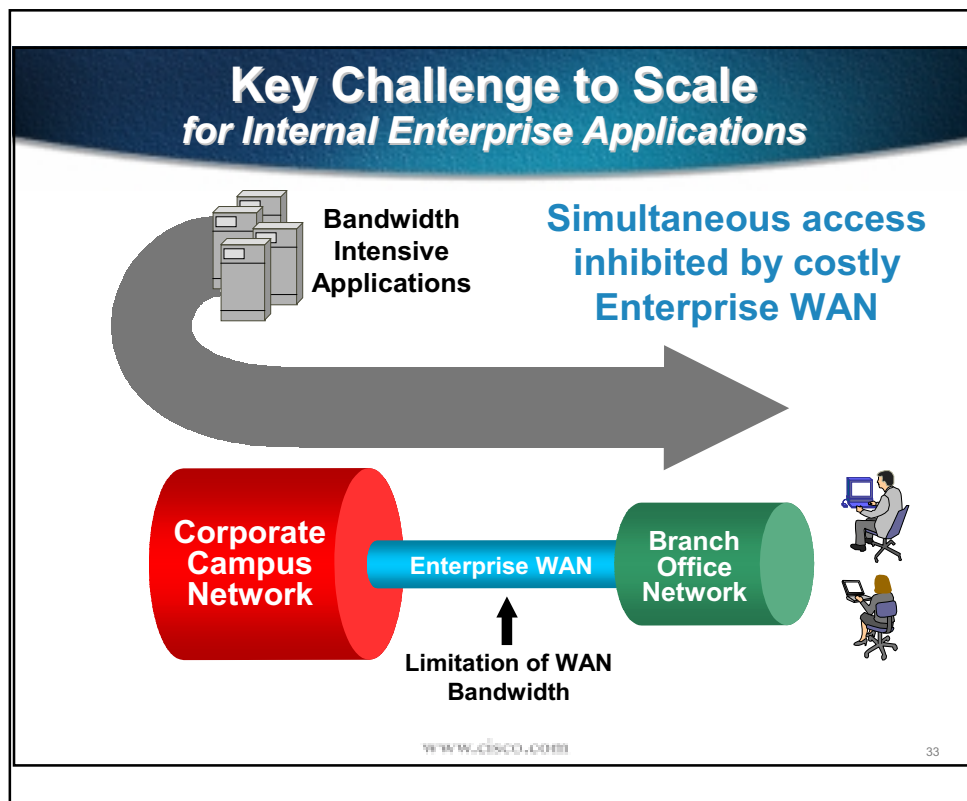 Key Challenge to Scale
for Internal Enterprise Applications
Bandwidth
Intensive
Applications
Simultaneous access
inhibited by costly
Enterprise WAN
Corporate
Campus
Network
Enterprise WAN
Branch
Office
Network
Limitation of WAN
Bandwidth
www.cisco.com
33